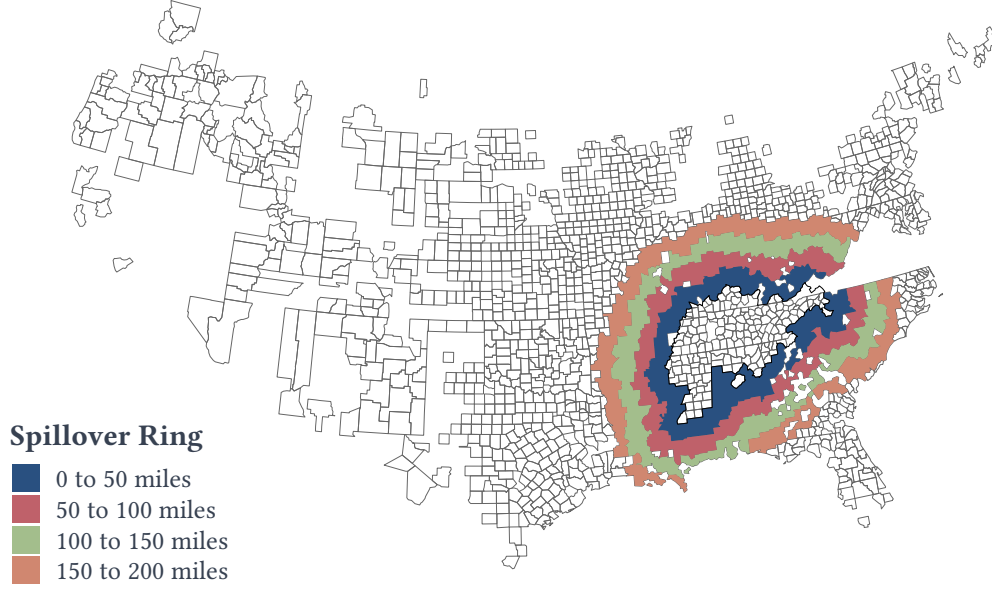 Spillover Ring
0 to 50 miles
50 to 100 miles
100 to 150 miles
150 to 200 miles